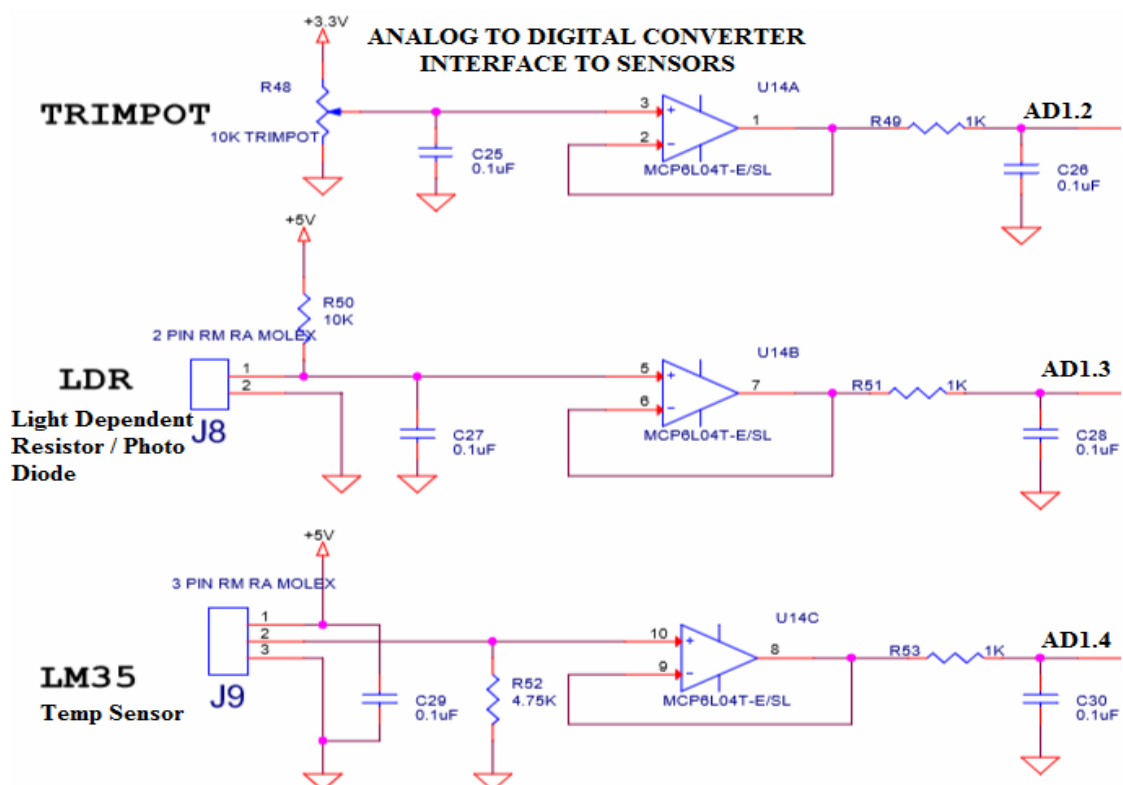 +3.3V
ANALOG TO DIGITAL CONVERTER
INTERFACE TO SENSORS
R48
U14A
TRIMPOT
10K TRIMPOT
3
+
2
-
1
R49
1K
AD1.2
C25
0.1uF
MCP6L04T-E/SL
C26
0.1uF
+5V
R50
10K
2 PIN RM RA MOLEX
U14B
LDR
1
2
5
+
6
-
7
R51
1K
AD1.3
Light Dependent
Resistor / Photo
Diode
J8
C27
0.1uF
MCP6L04T-E/SL
C28
0.1uF
+5V
3 PIN RM RA MOLEX
U14C
1
2
3
10
+
9
-
8
R53
1K
AD1.4
LM35
Temp Sensor
J9
C29
0.1uF
R52
4.75K
MCP6L04T-E/SL
C30
0.1uF